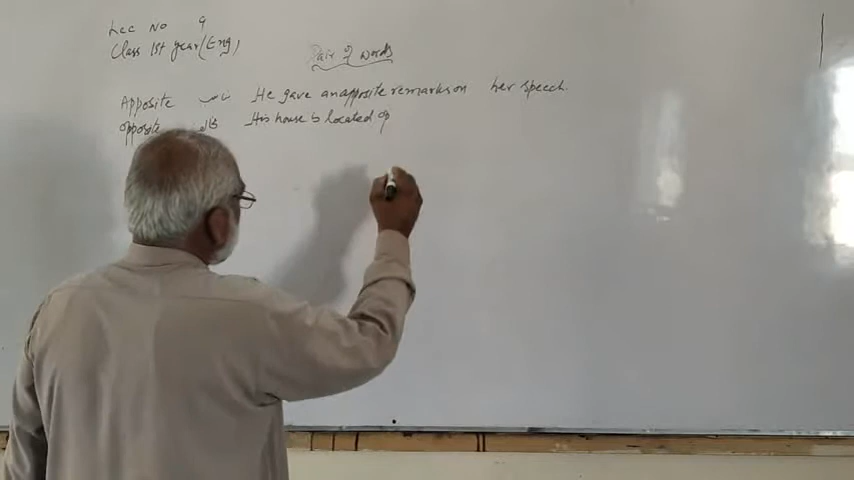 Lec No 9
Class 1st year (Eng)
Pair of words
Apposite He gave an apposite remarks on her speech.
opposite His house is located op